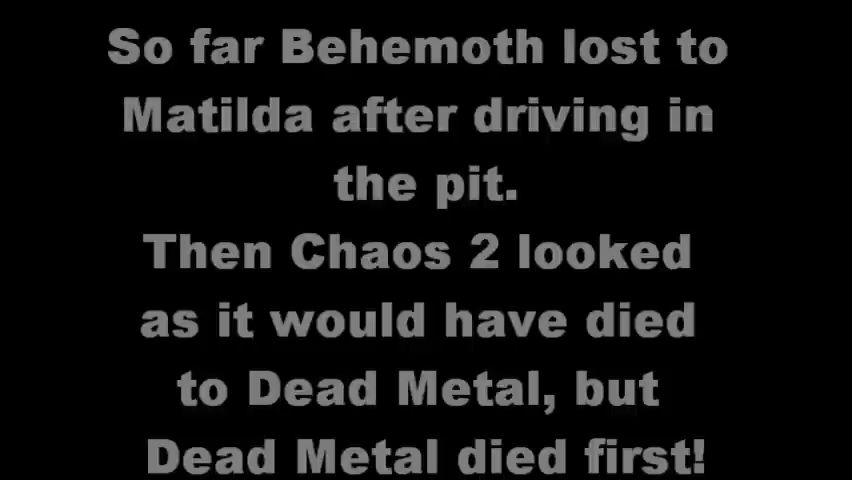 So far Behemoth lost to
Matilda after driving in
the pit.
Then Chaos 2 looked
as it would have died
to Dead Metal, but
Dead Metal died first!